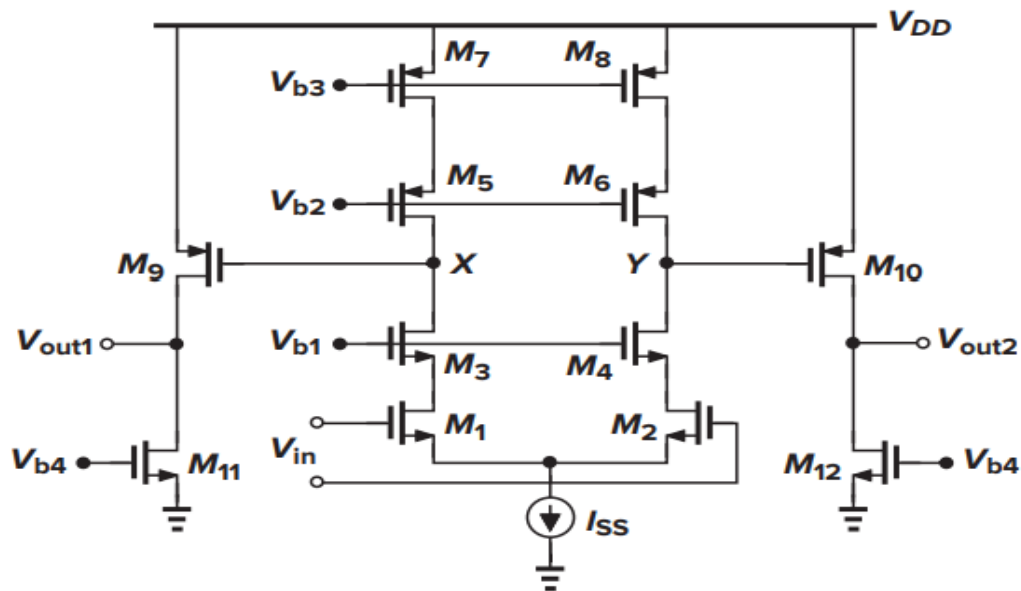 VDD
M7 M8
Vb3
M5 M6
Vb2
M9 X Y M10
Vout1 Vb1 M3 M4 Vout2
Vin M1 M2
Vb4 M11 M12 Vb4
ISS